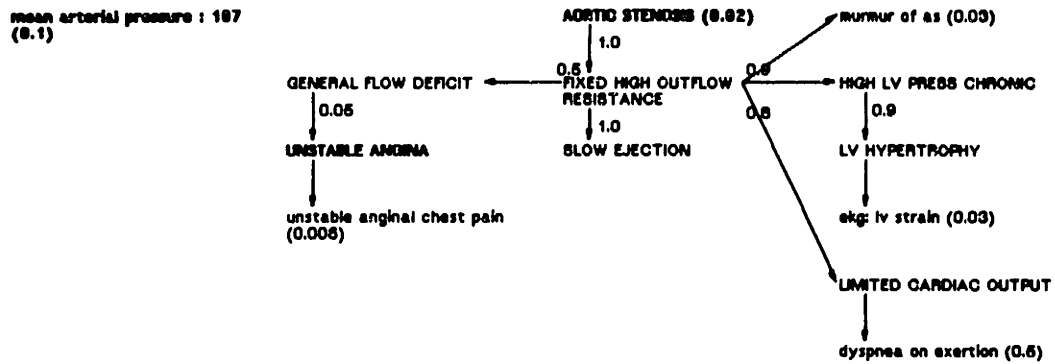 mean arterial pressure : 107
(0.1)
AORTIC STENOSIS (0.02)
murmur of as (0.03)
1.0
GENERAL FLOW DEFICIT
0.5
FIXED HIGH OUTFLOW
RESISTANCE
0.9
HIGH LV PRESS CHRONIC
0.05
1.0
0.8
0.9
UNSTABLE ANGINA
SLOW EJECTION
LV HYPERTROPHY
unstable anginal chest pain
(0.006)
ekg: lv strain (0.03)
LIMITED CARDIAC OUTPUT
dyspnea on exertion (0.5)